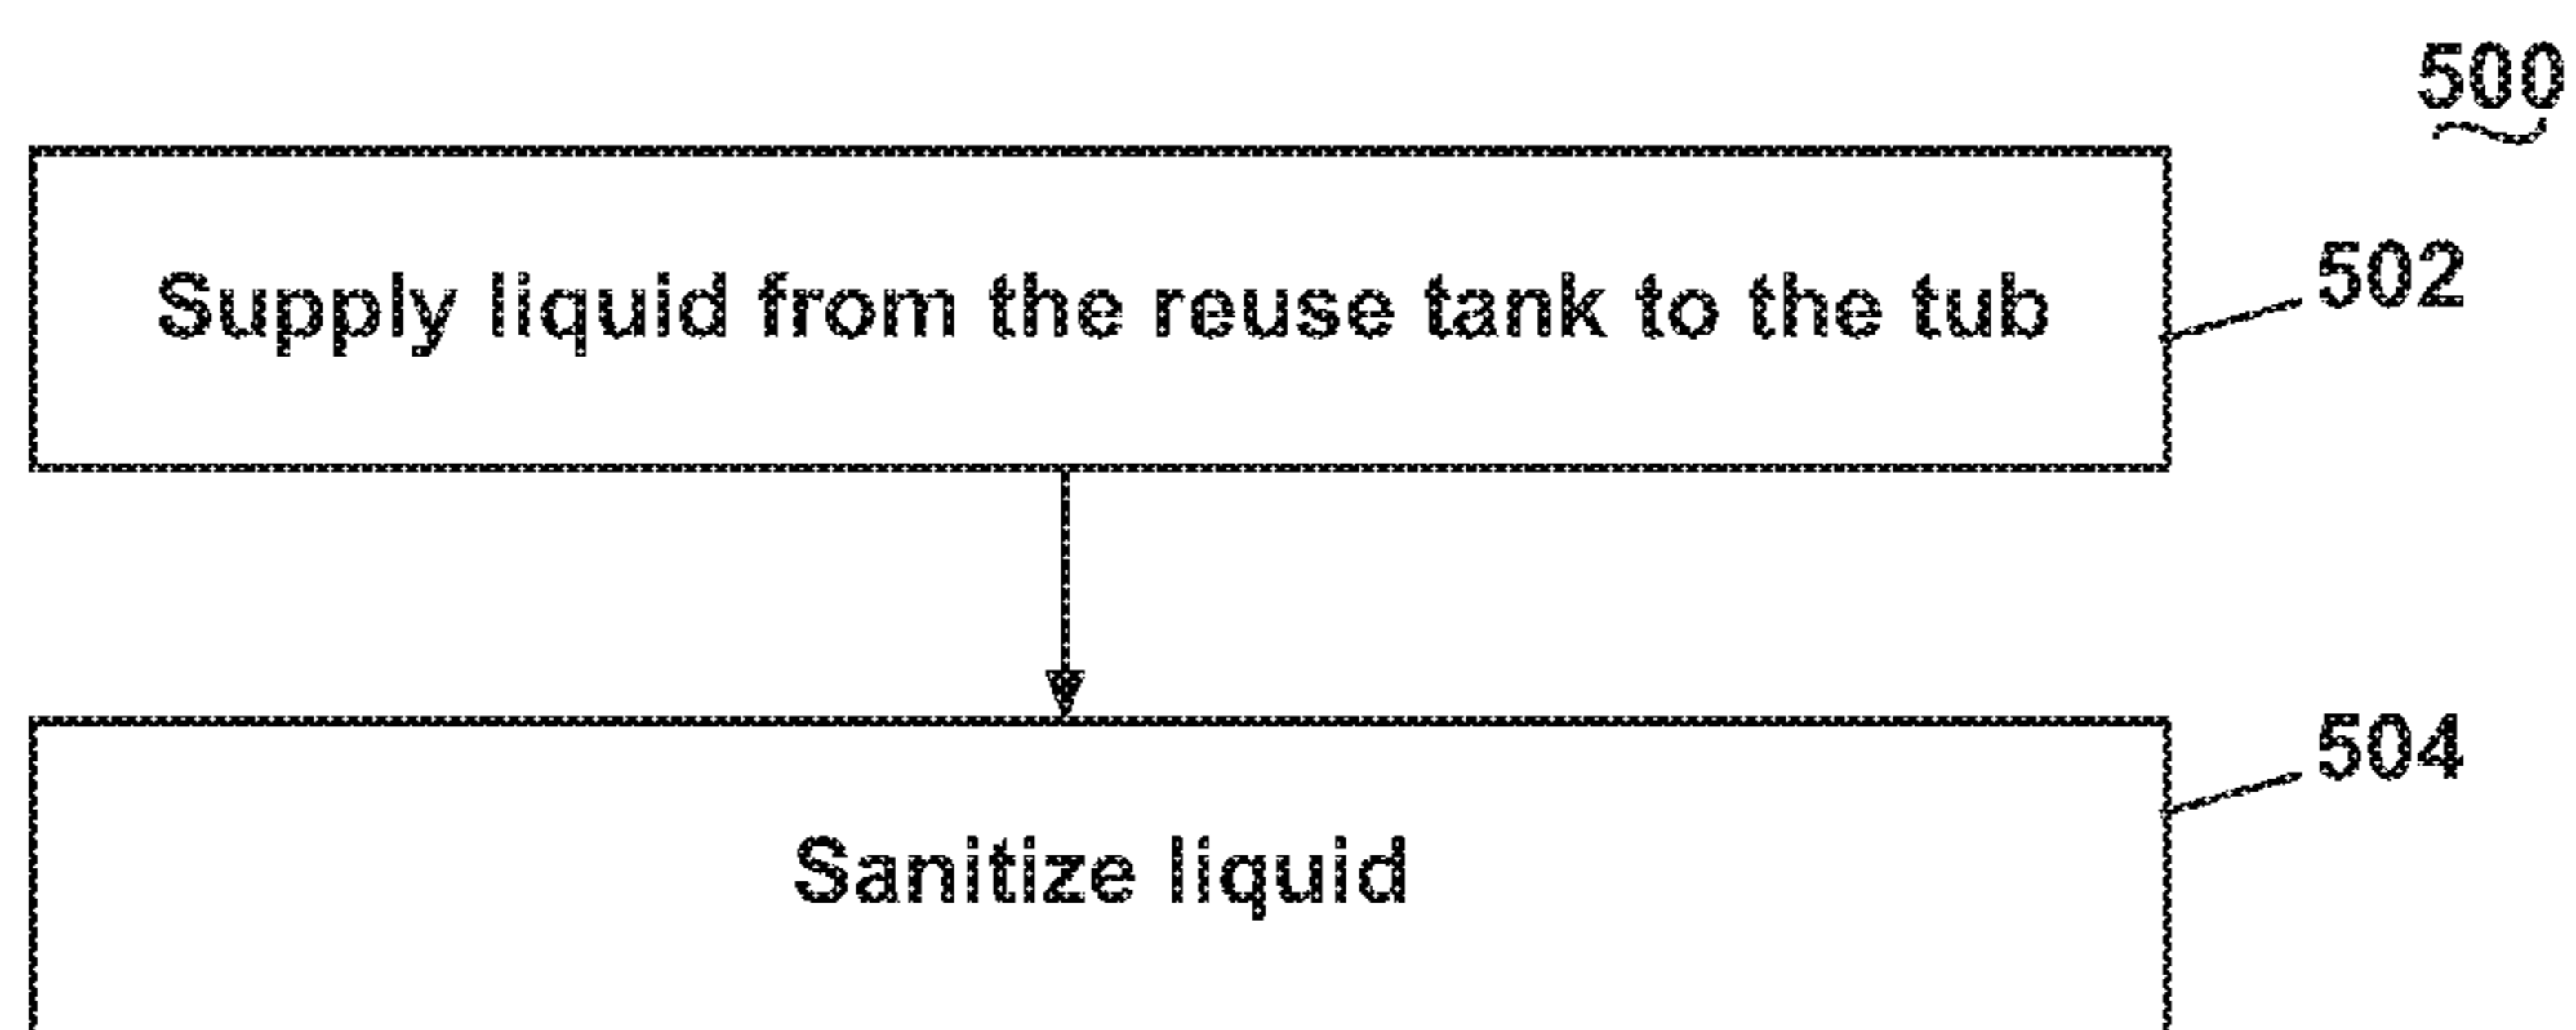 500
Supply liquid from the reuse tank to the tub
502
504
Sanitize liquid